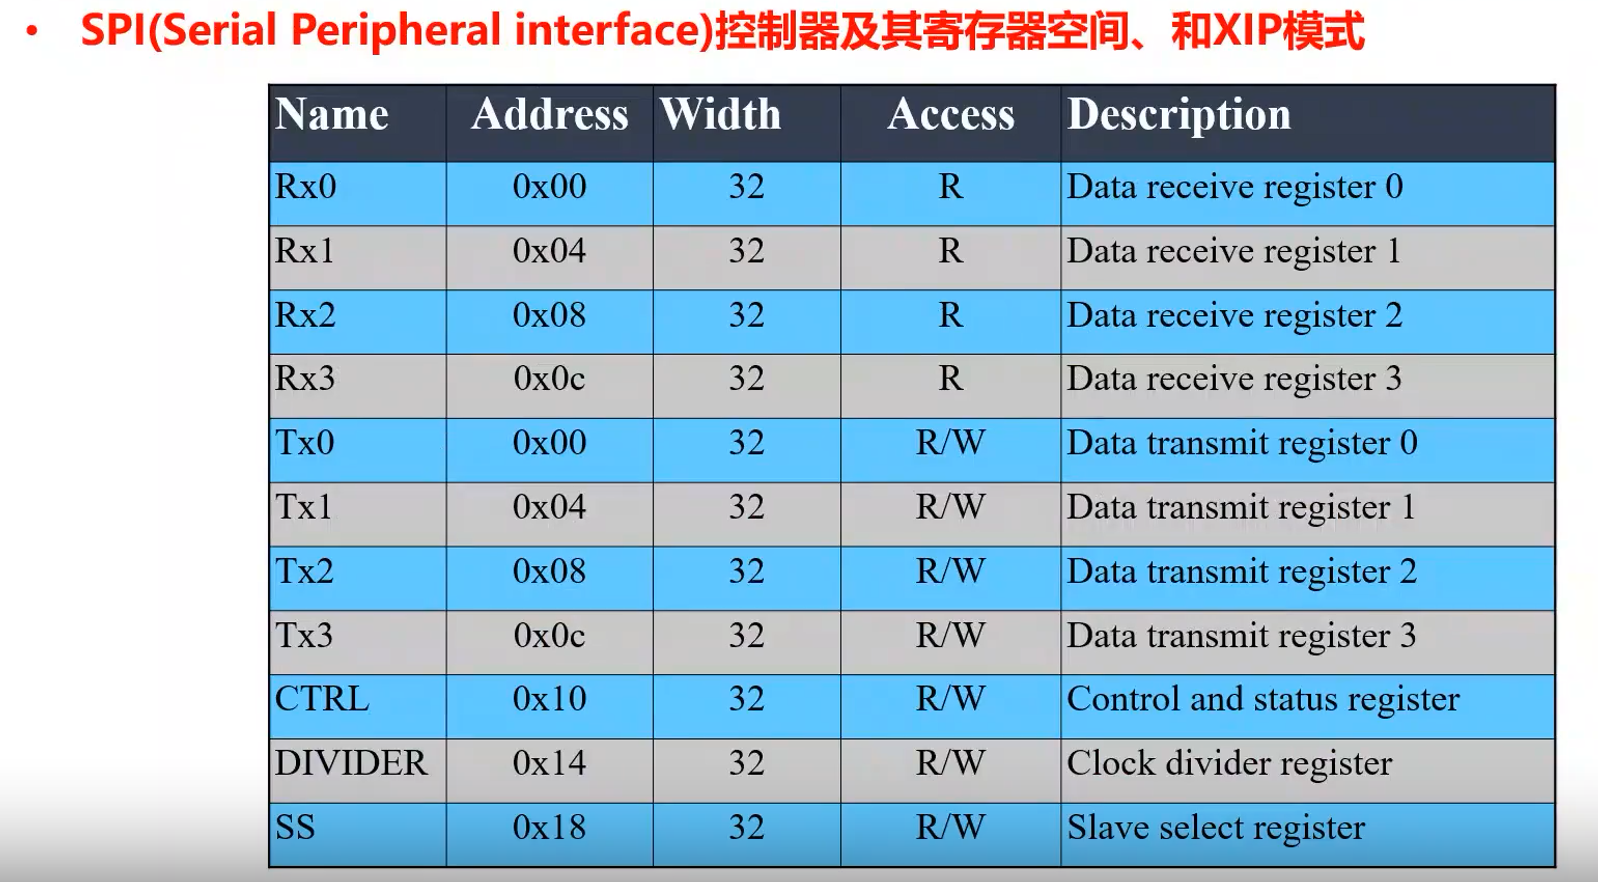 • SPI(Serial Peripheral interface)控制器及其寄存器空间、和XIP模式
Name Address Width Access Description
Rx0 0x00 32 R Data receive register 0
Rx1 0x04 32 R Data receive register 1
Rx2 0x08 32 R Data receive register 2
Rx3 0x0c 32 R Data receive register 3
Tx0 0x00 32 R/W Data transmit register 0
Tx1 0x04 32 R/W Data transmit register 1
Tx2 0x08 32 R/W Data transmit register 2
Tx3 0x0c 32 R/W Data transmit register 3
CTRL 0x10 32 R/W Control and status register
DIVIDER 0x14 32 R/W Clock divider register
SS 0x18 32 R/W Slave select register